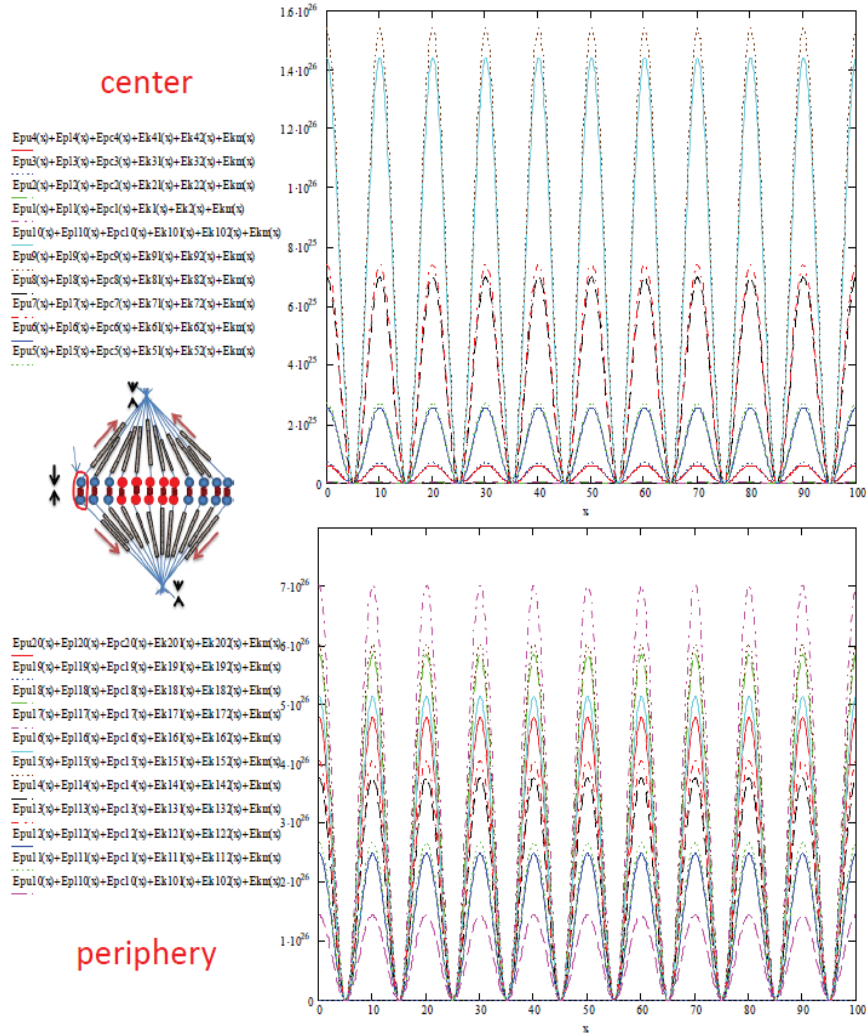 center
Epu4(x)+Epl4(x)+Epc4(x)+Ek41(x)+Ek42(x)+Ekm(x)
Epu3(x)+Epl3(x)+Epc3(x)+Ek31(x)+Ek32(x)+Ekm(x)
Epu2(x)+Epl2(x)+Epc2(x)+Ek21(x)+Ek22(x)+Ekm(x)
Epu1(x)+Epl1(x)+Epc1(x)+Ek1(x)+Ek2(x)+Ekm(x)
Epu10(x)+Epl10(x)+Epc10(x)+Ek101(x)+Ek102(x)+Ekm(x)
Epu9(x)+Epl9(x)+Epc9(x)+Ek91(x)+Ek92(x)+Ekm(x)
Epu8(x)+Epl8(x)+Epc8(x)+Ek81(x)+Ek82(x)+Ekm(x)
Epu7(x)+Epl7(x)+Epc7(x)+Ek71(x)+Ek72(x)+Ekm(x)
Epu6(x)+Epl6(x)+Epc6(x)+Ek61(x)+Ek62(x)+Ekm(x)
Epu5(x)+Epl5(x)+Epc5(x)+Ek51(x)+Ek52(x)+Ekm(x)
1.6·10^26
1.4·10^26
1.2·10^26
1·10^26
8·10^25
6·10^25
4·10^25
2·10^25
0
0 10 20 30 40 50 60 70 80 90 100
x
Epu20(x)+Epl20(x)+Epc20(x)+Ek201(x)+Ek202(x)+Ekm(x)
Epu19(x)+Epl19(x)+Epc19(x)+Ek191(x)+Ek192(x)+Ekm(x)
Epu18(x)+Epl18(x)+Epc18(x)+Ek181(x)+Ek182(x)+Ekm(x)
Epu17(x)+Epl17(x)+Epc17(x)+Ek171(x)+Ek172(x)+Ekm(x)
Epu16(x)+Epl16(x)+Epc16(x)+Ek161(x)+Ek162(x)+Ekm(x)
Epu15(x)+Epl15(x)+Epc15(x)+Ek151(x)+Ek152(x)+Ekm(x)
Epu14(x)+Epl14(x)+Epc14(x)+Ek141(x)+Ek142(x)+Ekm(x)
Epu13(x)+Epl13(x)+Epc13(x)+Ek131(x)+Ek132(x)+Ekm(x)
Epu12(x)+Epl12(x)+Epc12(x)+Ek121(x)+Ek122(x)+Ekm(x)
Epu11(x)+Epl11(x)+Epc11(x)+Ek111(x)+Ek112(x)+Ekm(x)
Epu10(x)+Epl10(x)+Epc10(x)+Ek101(x)+Ek102(x)+Ekm(x)
periphery
7·10^26
6·10^26
5·10^26
4·10^26
3·10^26
2·10^26
1·10^26
0
0 10 20 30 40 50 60 70 80 90 100
x